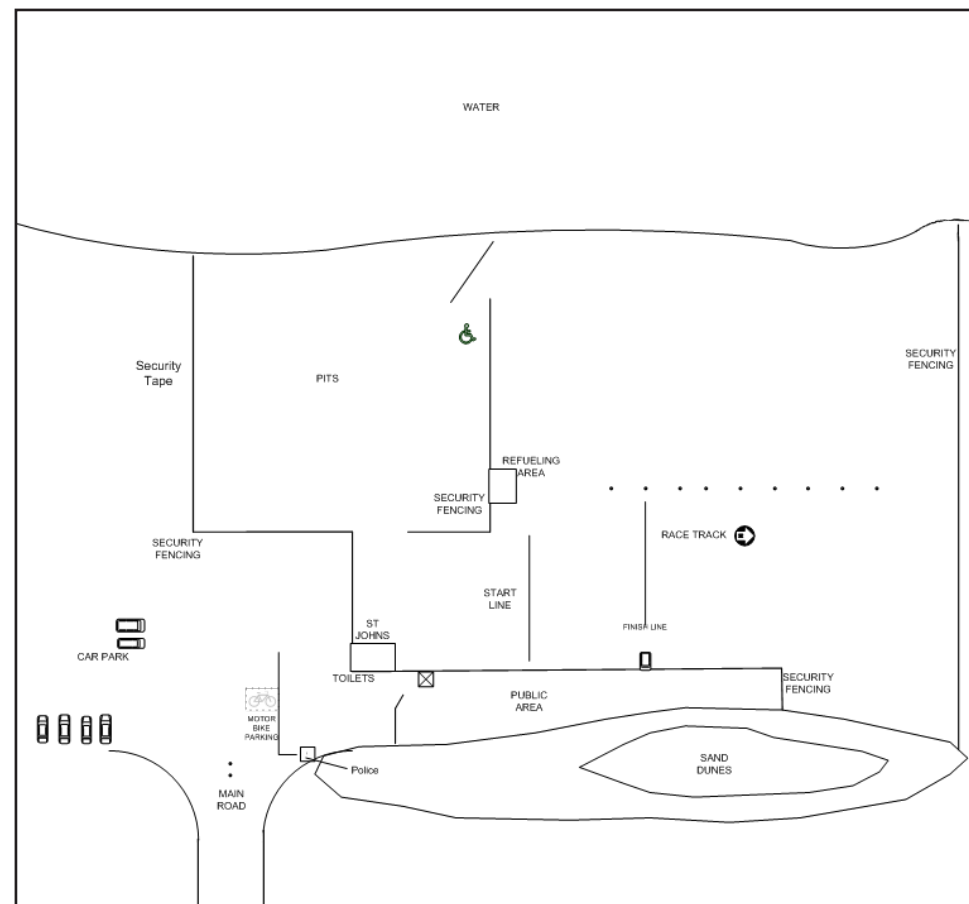 WATER
Security
Tape
PITS
SECURITY
FENCING
REFUELING
AREA
SECURITY
FENCING
SECURITY
FENCING
RACE TRACK
START
LINE
ST
JOHNS
FINISH LINE
CAR PARK
TOILETS
SECURITY
FENCING
PUBLIC
AREA
MOTOR
BIKE
PARKING
SAND
DUNES
Police
MAIN
ROAD